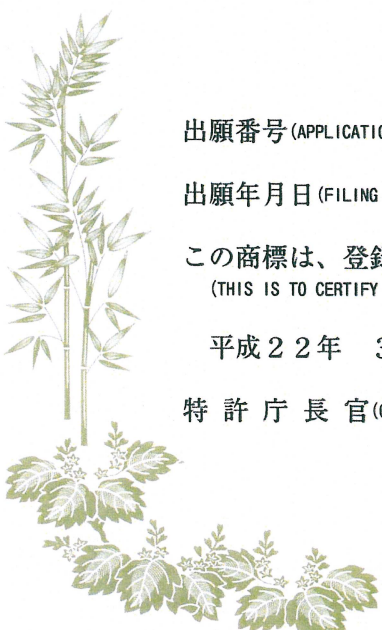 出願番号(APPLICATIO
出願年月日(FILING
この商標は、登録
(THIS IS TO CERTIFY
平成22年 3
特許庁長官(C